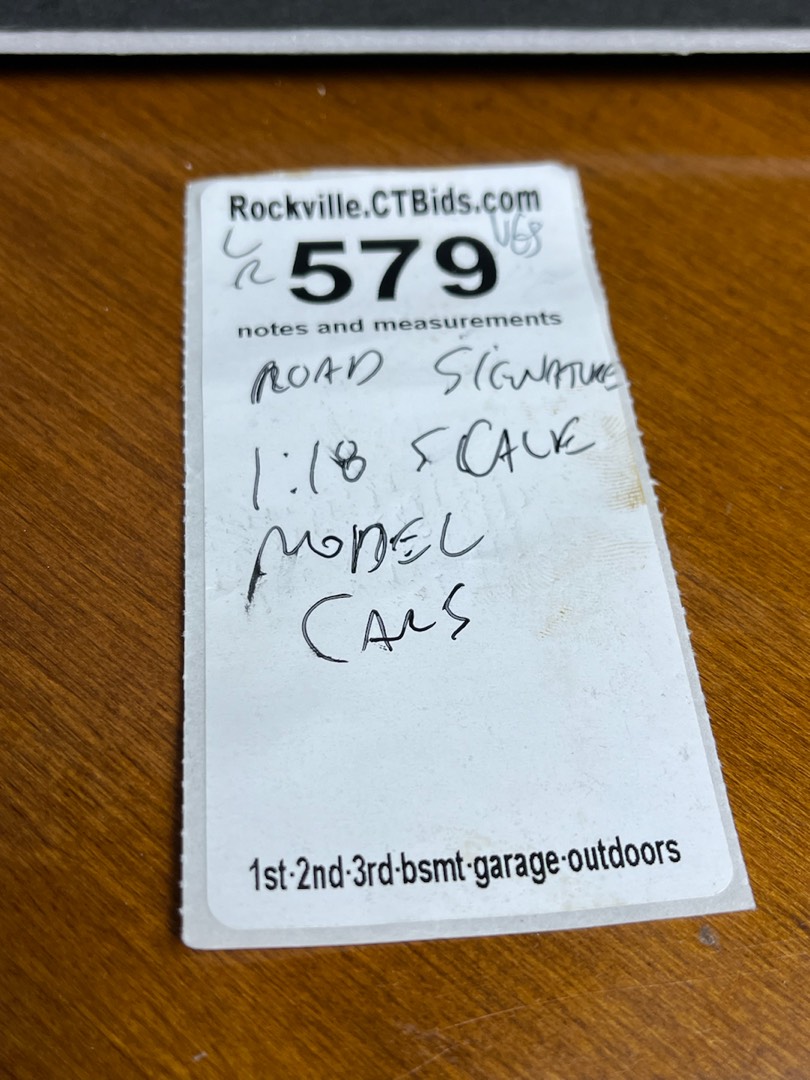 Rockville.CTBids.com
LR 579
notes and measurements
ROAD SIGNATURE
1:18 SCALE
MODEL
CARS
1st·2nd·3rd·bsmt·garage·outdoors